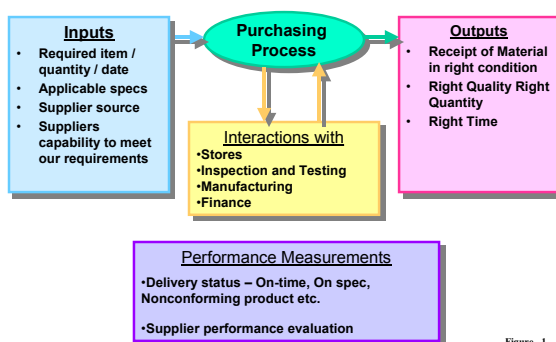 Inputs
• Required item /
quantity / date
• Applicable specs
• Supplier source
• Suppliers
capability to meet
our requirements
Purchasing
Process
Outputs
• Receipt of Material
in right condition
• Right Quality Right
Quantity
• Right Time
Interactions with
•Stores
•Inspection and Testing
•Manufacturing
•Finance
Performance Measurements
•Delivery status – On-time, On spec,
Nonconforming product etc.
•Supplier performance evaluation
Figure 1